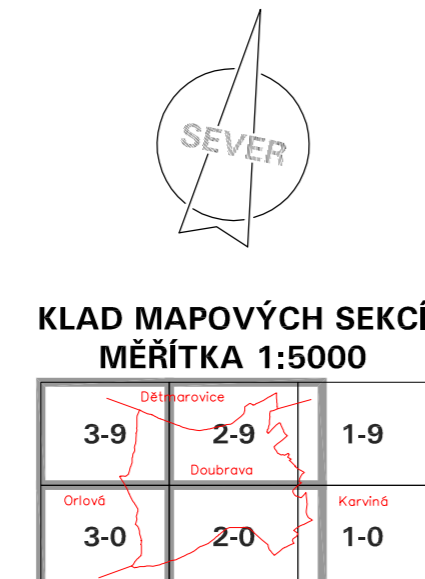 SEVER
KLAD MAPOVÝCH SEKCÍ
MĚŘÍTKA 1:5000
Dětmarovice
3-9 2-9 1-9
Doubrava
Orlová Karviná
3-0 2-0 1-0